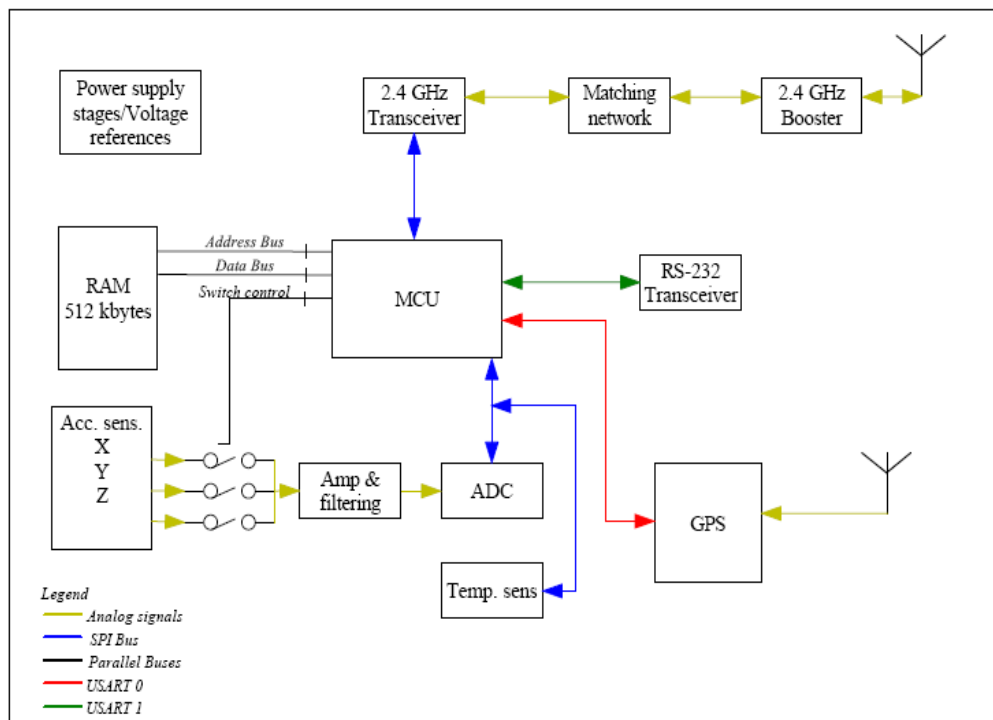 Power supply
stages/Voltage
references
2.4 GHz
Transceiver
Matching
network
2.4 GHz
Booster
RAM
512 kbytes
Address Bus
Data Bus
Switch control
MCU
RS-232
Transceiver
Acc. sens.
X
Y
Z
Amp &
filtering
ADC
GPS
Temp. sens
Legend
Analog signals
SPI Bus
Parallel Buses
USART 0
USART 1